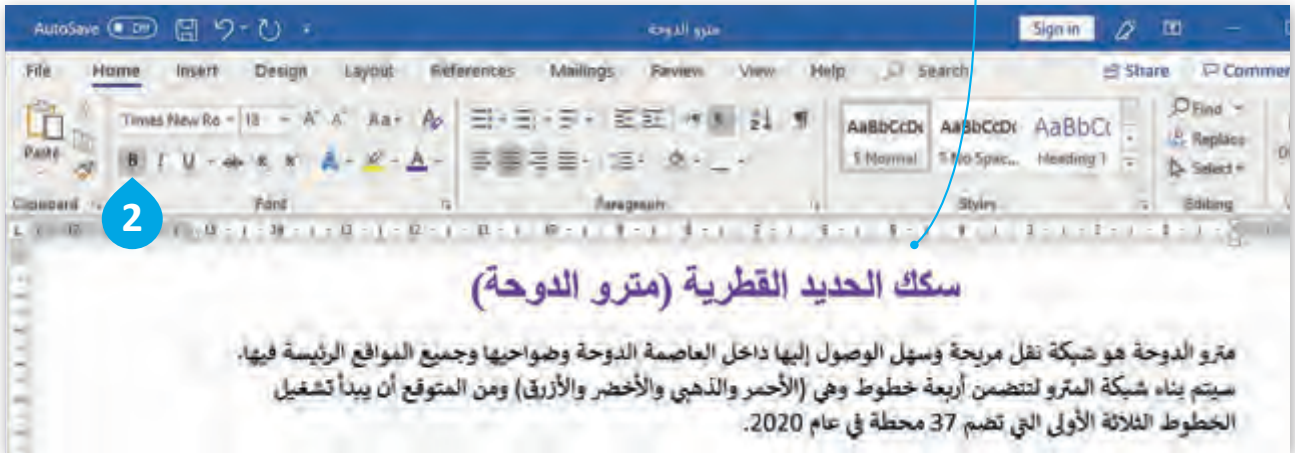 AutoSave Off مترو الدوحة Sign in
File Home Insert Design Layout References Mailings Review View Help Search Share Commen
Paste Times New Ro 18 A A Aa A AaBbCcDc AaBbCcDc AaBbCc Find
B I U ab x x A A ¶ Normal ¶ No Spac... Heading 1 Replace
Select
Clipboard Font Paragraph Styles Editing
2
سكك الحديد القطرية (مترو الدوحة)
مترو الدوحة هو شبكة نقل مريحة وسهل الوصول إليها داخل العاصمة الدوحة وضواحيها وجميع المواقع الرئيسة فيها.
سيتم بناء شبكة المترو لتتضمن أربعة خطوط وهي (الأحمر والذهبي والأخضر والأزرق) ومن المتوقع أن يبدأ تشغيل
الخطوط الثلاثة الأولى التي تضم 37 محطة في عام 2020.